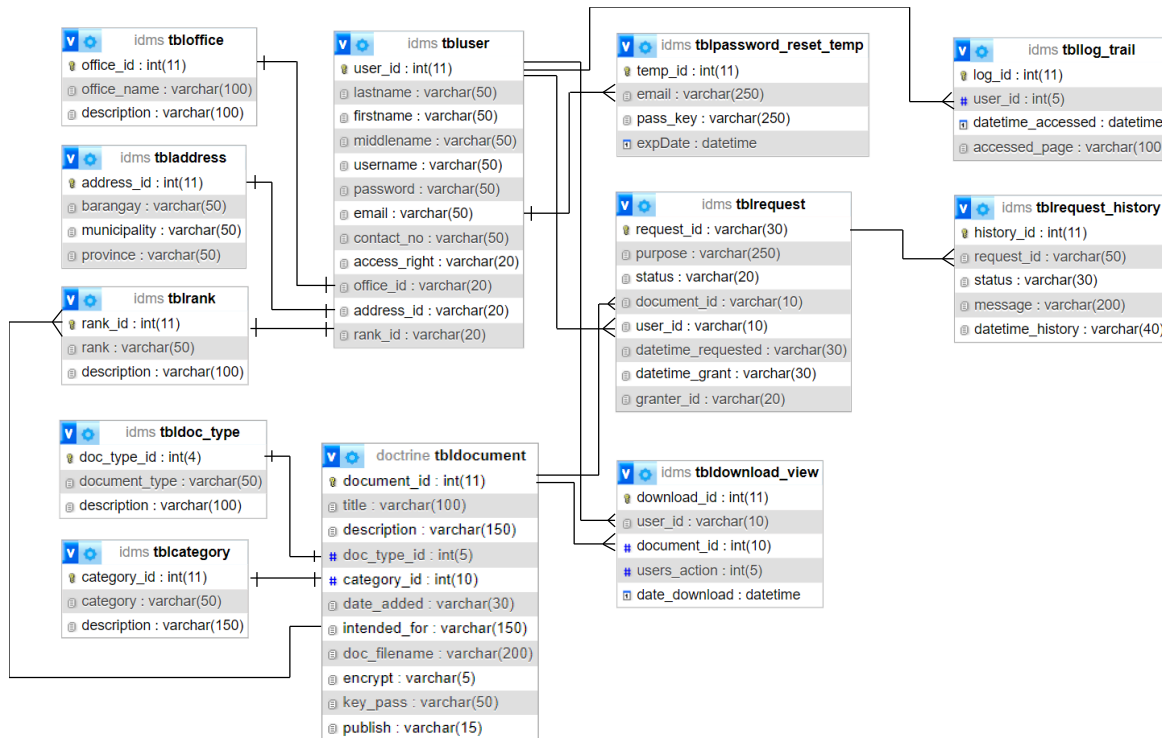 idms tbloffice
office_id : int(11)
office_name : varchar(100)
description : varchar(100)
idms tbladdress
address_id : int(11)
barangay : varchar(50)
municipality : varchar(50)
province : varchar(50)
idms tblrank
rank_id : int(11)
rank : varchar(50)
description : varchar(100)
idms tbldoc_type
doc_type_id : int(4)
document_type : varchar(50)
description : varchar(100)
idms tblcategory
category_id : int(11)
category : varchar(50)
description : varchar(150)
idms tbluser
user_id : int(11)
lastname : varchar(50)
firstname : varchar(50)
middlename : varchar(50)
username : varchar(50)
password : varchar(50)
email : varchar(50)
contact_no : varchar(50)
access_right : varchar(20)
office_id : varchar(20)
address_id : varchar(20)
rank_id : varchar(20)
doctrine tbldocument
document_id : int(11)
title : varchar(100)
description : varchar(150)
# doc_type_id : int(5)
# category_id : int(10)
date_added : varchar(30)
intended_for : varchar(150)
doc_filename : varchar(200)
encrypt : varchar(5)
key_pass : varchar(50)
publish : varchar(15)
idms tblpassword_reset_temp
temp_id : int(11)
email : varchar(250)
pass_key : varchar(250)
expDate : datetime
idms tblrequest
request_id : varchar(30)
purpose : varchar(250)
status : varchar(20)
document_id : varchar(10)
user_id : varchar(10)
datetime_requested : varchar(30)
datetime_grant : varchar(30)
granter_id : varchar(20)
idms tbldownload_view
download_id : int(11)
user_id : varchar(10)
# document_id : int(10)
# users_action : int(5)
date_download : datetime
idms tbllog_trail
log_id : int(11)
# user_id : int(5)
datetime_accessed : datetime
accessed_page : varchar(100
idms tblrequest_history
history_id : int(11)
request_id : varchar(50)
status : varchar(30)
message : varchar(200)
datetime_history : varchar(40)